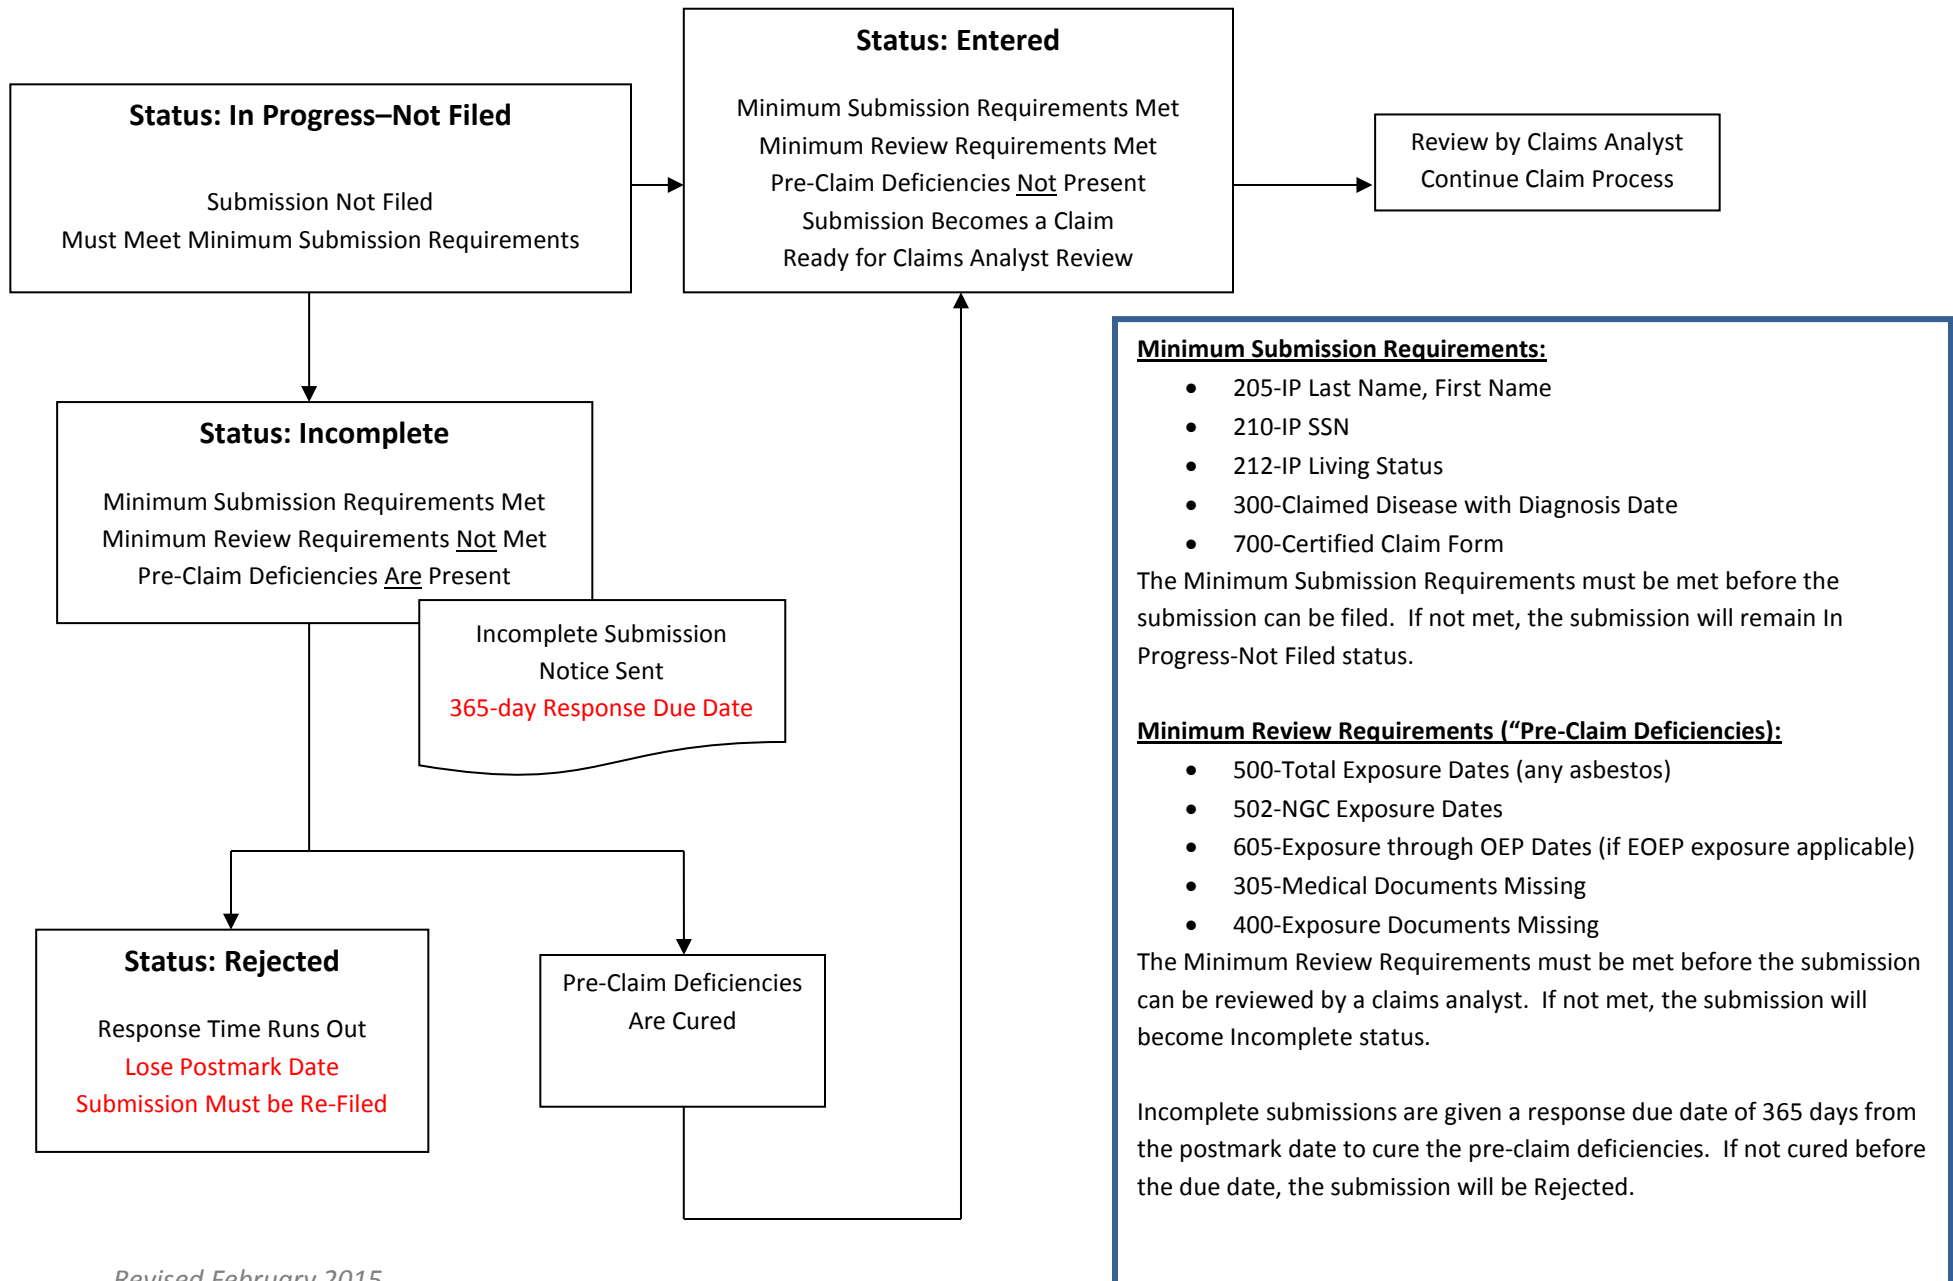 Status: In Progress–Not Filed
Submission Not Filed
Must Meet Minimum Submission Requirements
Status: Entered
Minimum Submission Requirements Met
Minimum Review Requirements Met
Pre-Claim Deficiencies Not Present
Submission Becomes a Claim
Ready for Claims Analyst Review
Review by Claims Analyst
Continue Claim Process
Status: Incomplete
Minimum Submission Requirements Met
Minimum Review Requirements Not Met
Pre-Claim Deficiencies Are Present
Incomplete Submission
Notice Sent
365-day Response Due Date
Status: Rejected
Response Time Runs Out
Lose Postmark Date
Submission Must be Re-Filed
Pre-Claim Deficiencies
Are Cured
Minimum Submission Requirements:
• 205-IP Last Name, First Name
• 210-IP SSN
• 212-IP Living Status
• 300-Claimed Disease with Diagnosis Date
• 700-Certified Claim Form
The Minimum Submission Requirements must be met before the
submission can be filed.  If not met, the submission will remain In
Progress-Not Filed status.
Minimum Review Requirements (“Pre-Claim Deficiencies):
• 500-Total Exposure Dates (any asbestos)
• 502-NGC Exposure Dates
• 605-Exposure through OEP Dates (if EOEP exposure applicable)
• 305-Medical Documents Missing
• 400-Exposure Documents Missing
The Minimum Review Requirements must be met before the submission
can be reviewed by a claims analyst.  If not met, the submission will
become Incomplete status.
Incomplete submissions are given a response due date of 365 days from
the postmark date to cure the pre-claim deficiencies.  If not cured before
the due date, the submission will be Rejected.
Revised February 2015